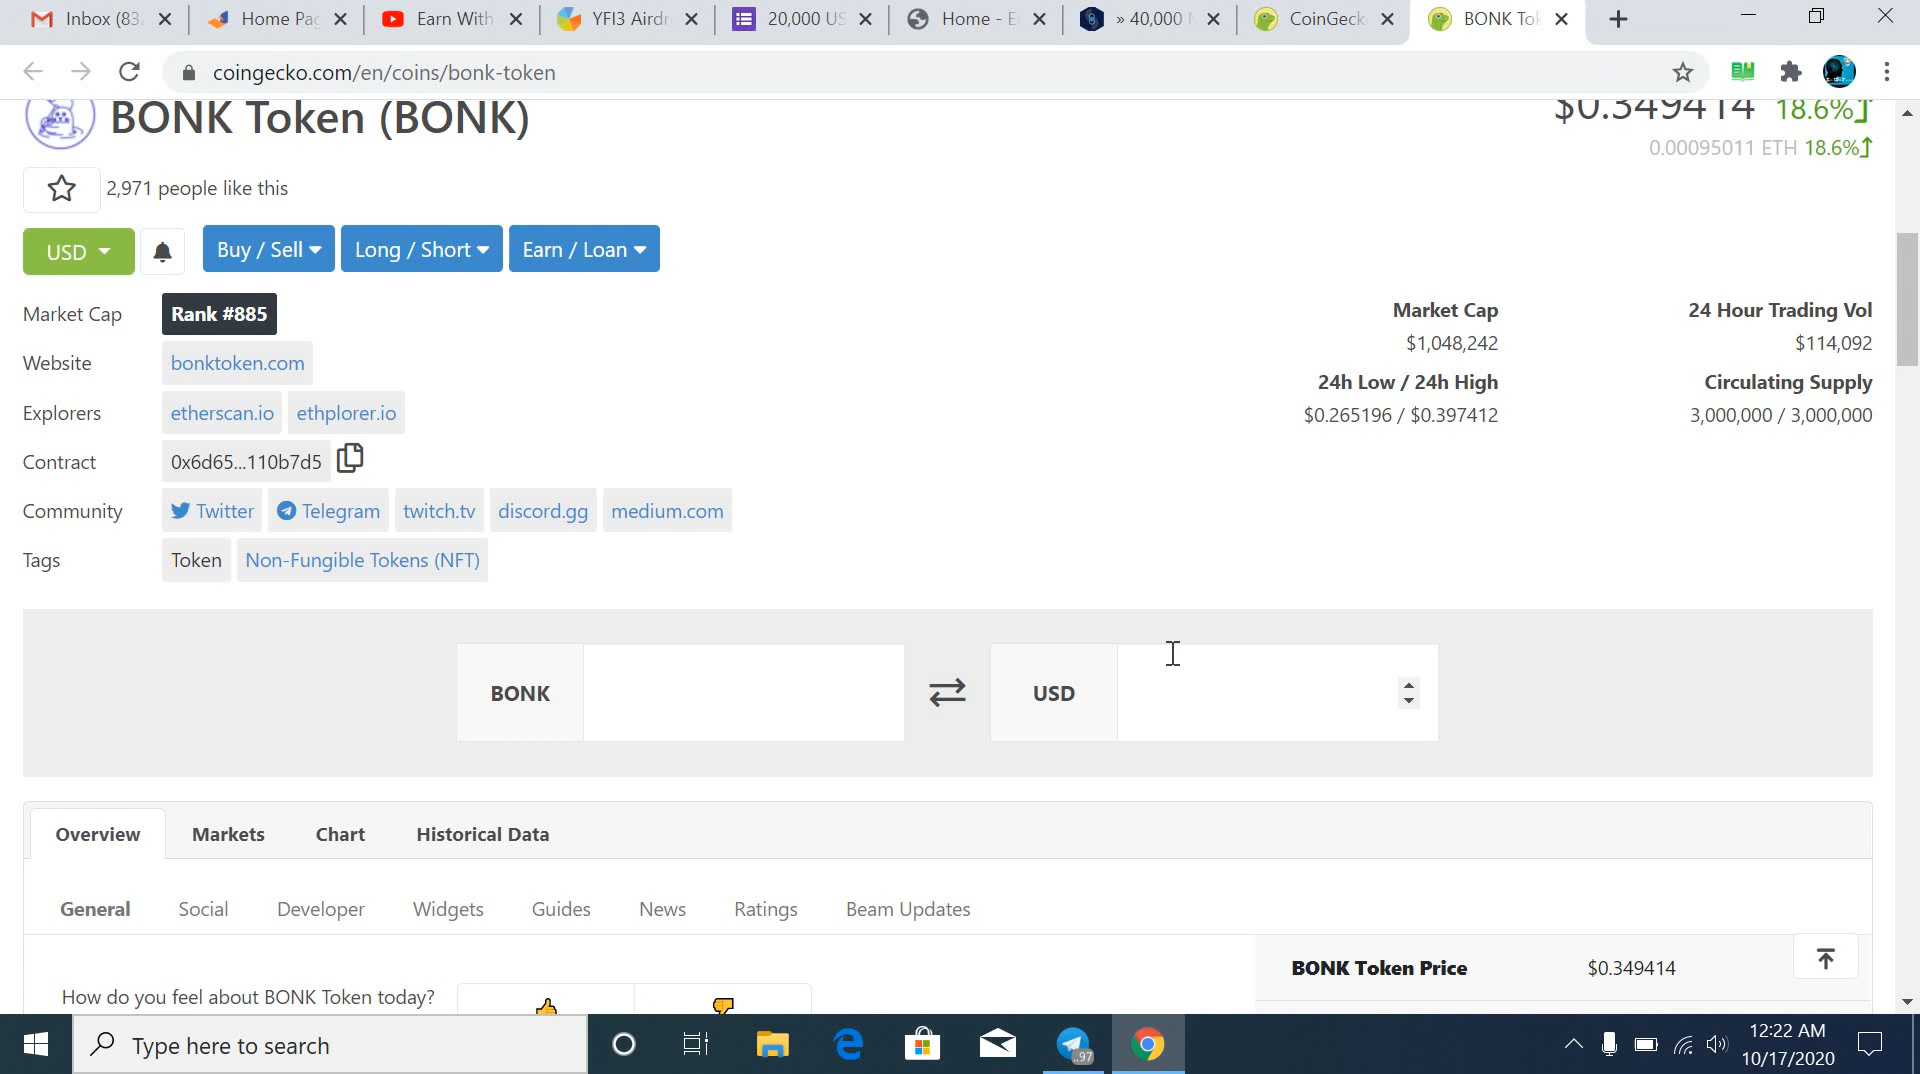 Inbox (83 Home Pag Earn With YFI3 Airdr 20,000 US Home - E » 40,000 CoinGeck BONK Tok
coingecko.com/en/coins/bonk-token
BONK Token (BONK)
$0.349414 18.6%
0.00095011 ETH 18.6%
2,971 people like this
USD Buy / Sell Long / Short Earn / Loan
Market Cap Rank #885
Market Cap 24 Hour Trading Vol
$1,048,242 $114,092
Website bonktoken.com
24h Low / 24h High Circulating Supply
$0.265196 / $0.397412 3,000,000 / 3,000,000
Explorers etherscan.io ethplorer.io
Contract 0x6d65...110b7d5
Community Twitter Telegram twitch.tv discord.gg medium.com
Tags Token Non-Fungible Tokens (NFT)
BONK USD
Overview Markets Chart Historical Data
General Social Developer Widgets Guides News Ratings Beam Updates
BONK Token Price $0.349414
How do you feel about BONK Token today?
Type here to search
..97
12:22 AM
10/17/2020